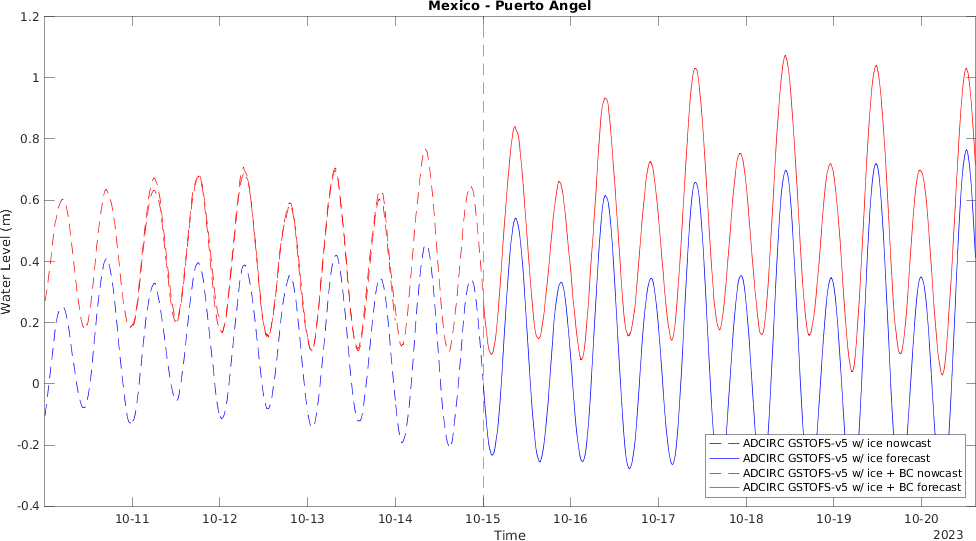 Mexico - Puerto Angel
1.2
1
0.8
0.6
0.4
0.2
0
-0.2
-0.4
Water Level (m)
ADCIRC GSTOFS-v5 w/ ice nowcast
ADCIRC GSTOFS-v5 w/ ice forecast
ADCIRC GSTOFS-v5 w/ ice + BC nowcast
ADCIRC GSTOFS-v5 w/ ice + BC forecast
10-11 10-12 10-13 10-14 10-15 10-16 10-17 10-18 10-19 10-20
Time
2023